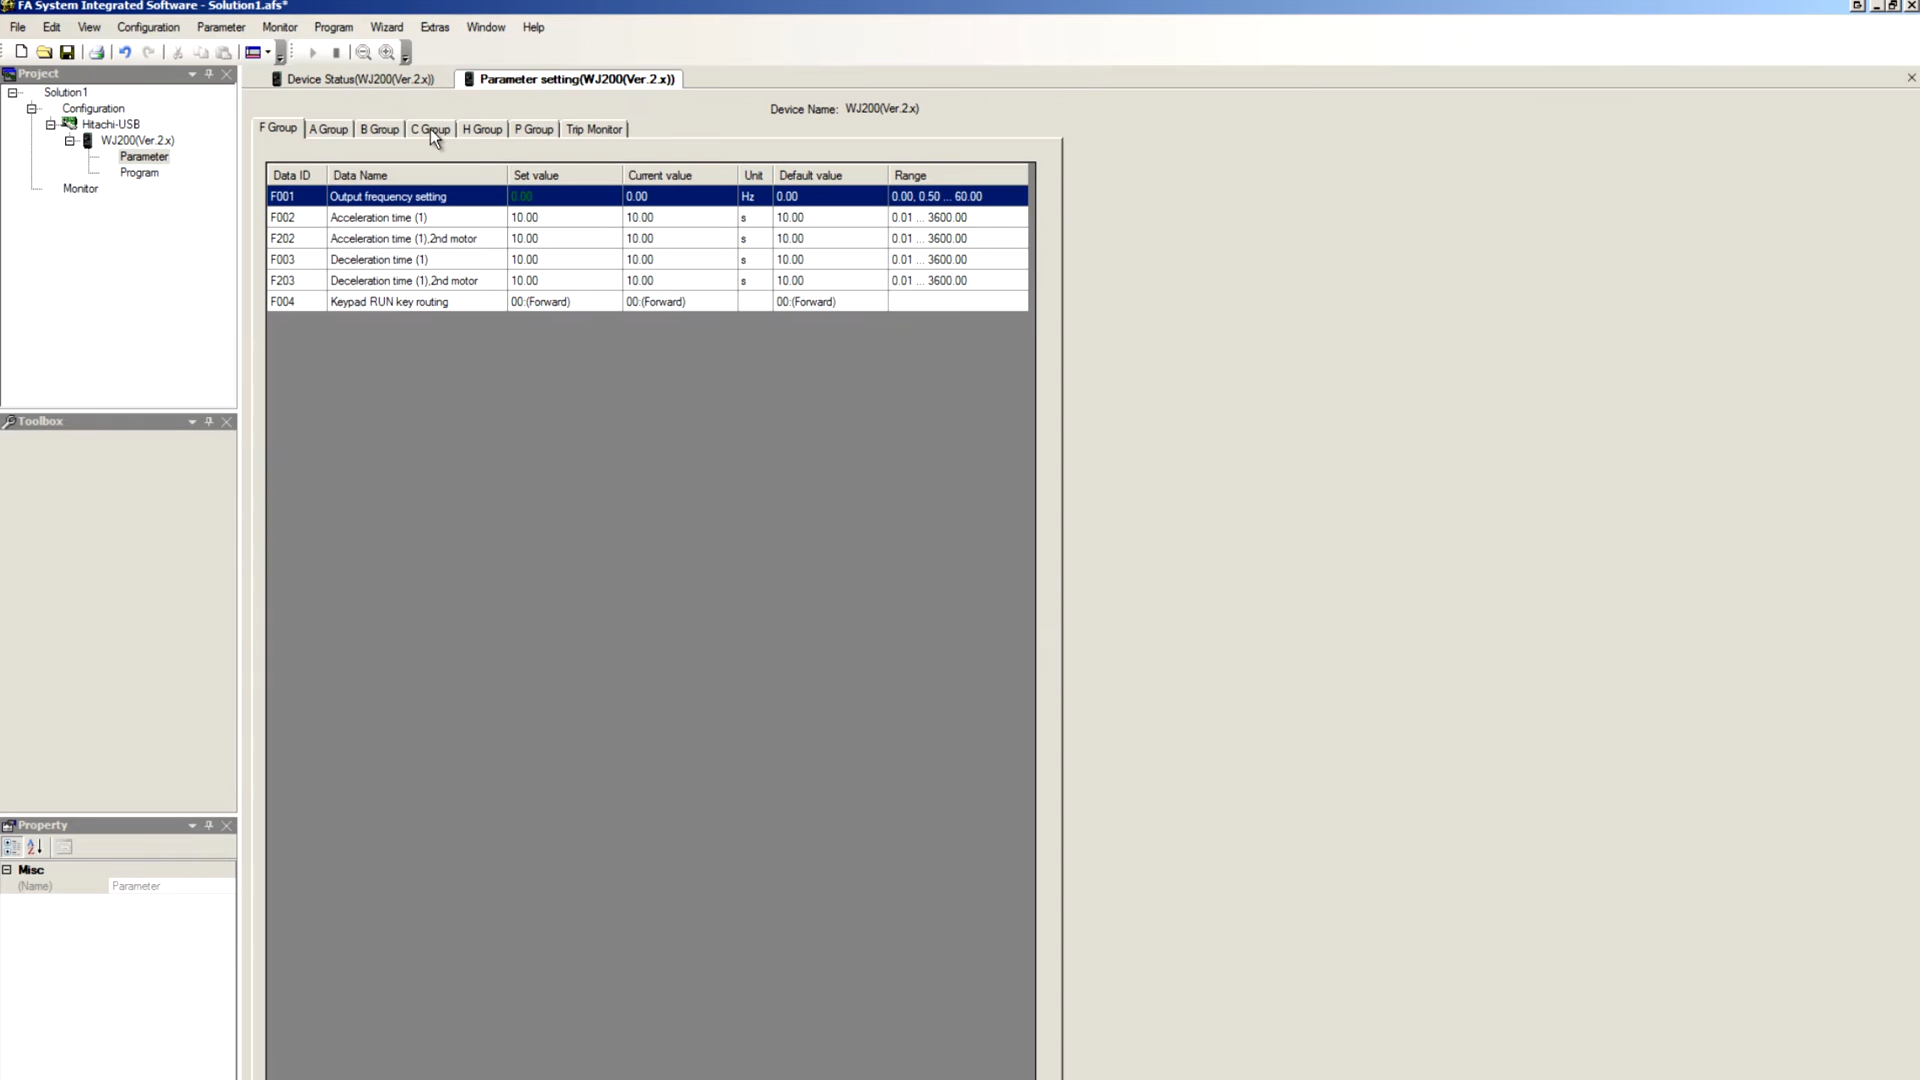 FA System Integrated Software - Solution1.afs*
File Edit View Configuration Parameter Monitor Program Wizard Extras Window Help
Project
Solution1
Configuration
Hitachi-USB
WJ200(Ver.2.x)
Parameter
Program
Monitor
Toolbox
Property
Misc
(Name) Parameter
Device Status(WJ200(Ver.2.x)) Parameter setting(WJ200(Ver.2.x))
Device Name: WJ200(Ver.2.x)
F Group A Group B Group C Group H Group P Group Trip Monitor
Data ID Data Name Set value Current value Unit Default value Range
F001 Output frequency setting 0.00 0.00 Hz 0.00 0.00, 0.50 ... 60.00
F002 Acceleration time (1) 10.00 10.00 s 10.00 0.01 ... 3600.00
F202 Acceleration time (1),2nd motor 10.00 10.00 s 10.00 0.01 ... 3600.00
F003 Deceleration time (1) 10.00 10.00 s 10.00 0.01 ... 3600.00
F203 Deceleration time (1),2nd motor 10.00 10.00 s 10.00 0.01 ... 3600.00
F004 Keypad RUN key routing 00:(Forward) 00:(Forward) 00:(Forward)